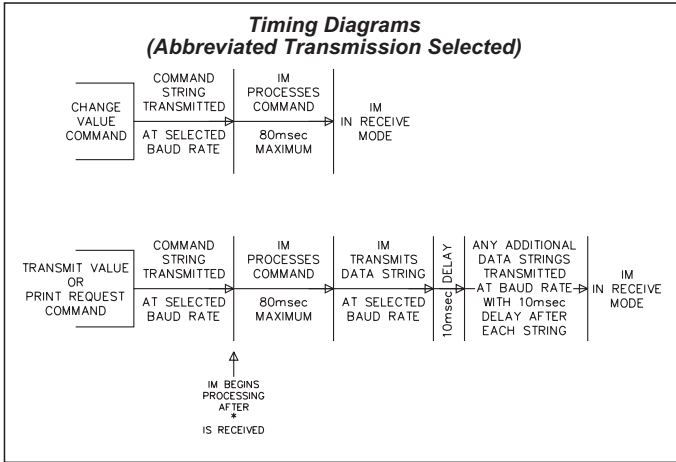 Timing Diagrams
(Abbreviated Transmission Selected)
CHANGE
VALUE
COMMAND
COMMAND
STRING
TRANSMITTED
AT SELECTED
BAUD RATE
IM
PROCESSES
COMMAND
80msec
MAXIMUM
IM
IN RECEIVE
MODE
TRANSMIT VALUE
OR
PRINT REQUEST
COMMAND
COMMAND
STRING
TRANSMITTED
AT SELECTED
BAUD RATE
IM
PROCESSES
COMMAND
80msec
MAXIMUM
IM
TRANSMITS
DATA STRING
AT SELECTED
BAUD RATE
10msec DELAY
ANY ADDITIONAL
DATA STRINGS
TRANSMITTED
AT BAUD RATE
WITH 10msec
DELAY AFTER
EACH STRING
IM
IN RECEIVE
MODE
IM BEGINS
PROCESSING
AFTER
*
IS RECEIVED